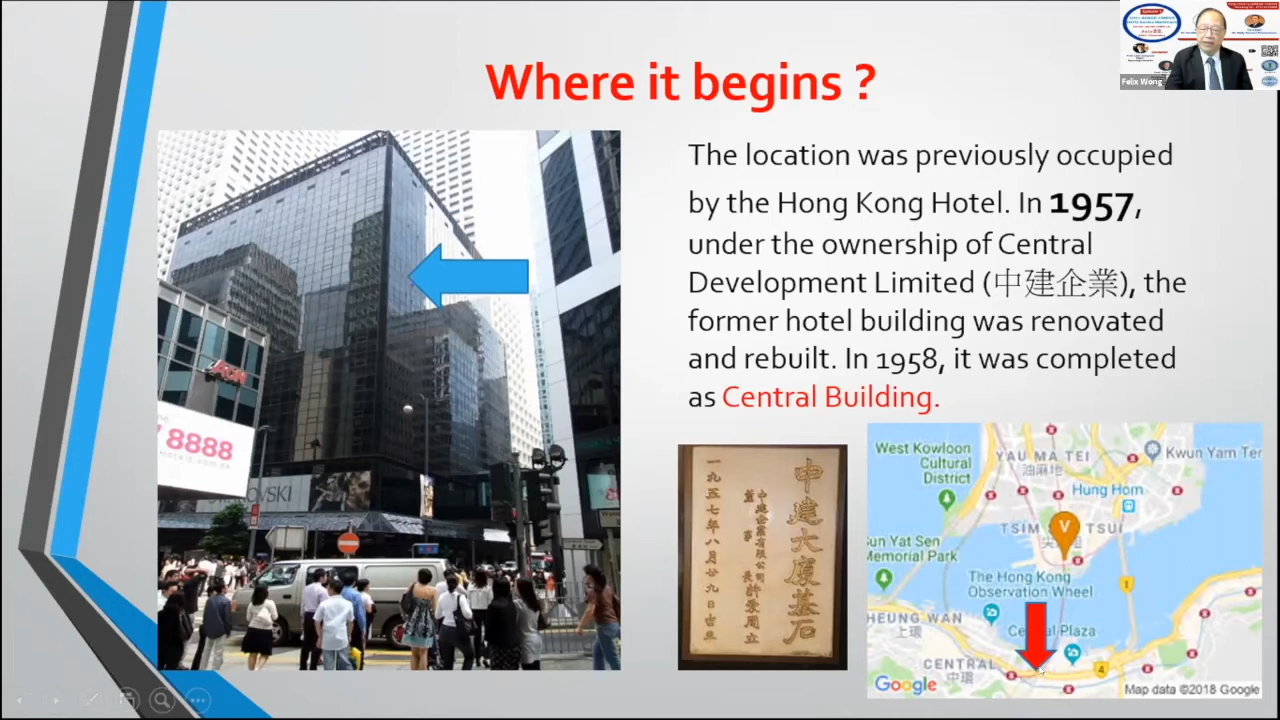 Where it begins ?
Felix Wong
The location was previously occupied
by the Hong Kong Hotel. In 1957,
under the ownership of Central
Development Limited (中建企業), the
former hotel building was renovated
and rebuilt. In 1958, it was completed
as Central Building.
8888
SWAROVSKI
中建大廈基石
中建企業有限公司
董事長許愛周立
一九五七年八月廿九日吉旦
West Kowloon
Cultural
District
YAU MA TEI
油麻地
Kwun Yam Ter
Hung Hom
TSIM TSUI
V
Sun Yat Sen
Memorial Park
1
The Hong Kong
Observation Wheel
HEUNG WAN
上環
Central Plaza
CENTRAL
中環
4
Google
Map data ©2018 Google